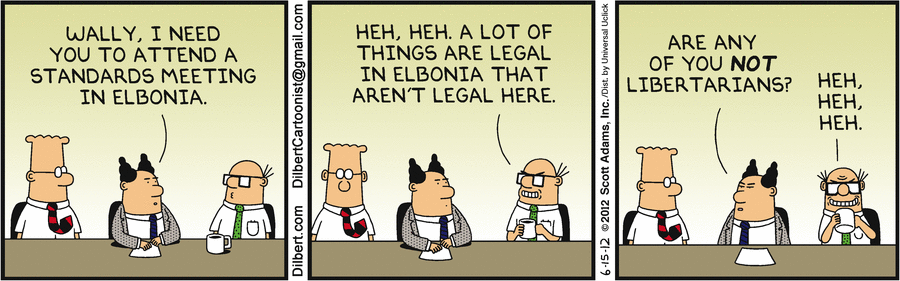 WALLY, I NEED
YOU TO ATTEND A
STANDARDS MEETING
IN ELBONIA.
Dilbert.com DilbertCartoonist@gmail.com
HEH, HEH. A LOT OF
THINGS ARE LEGAL
IN ELBONIA THAT
AREN'T LEGAL HERE.
6-15-12 ©2012 Scott Adams, Inc./Dist. by Universal Uclick
ARE ANY
OF YOU NOT
LIBERTARIANS?
HEH,
HEH,
HEH.